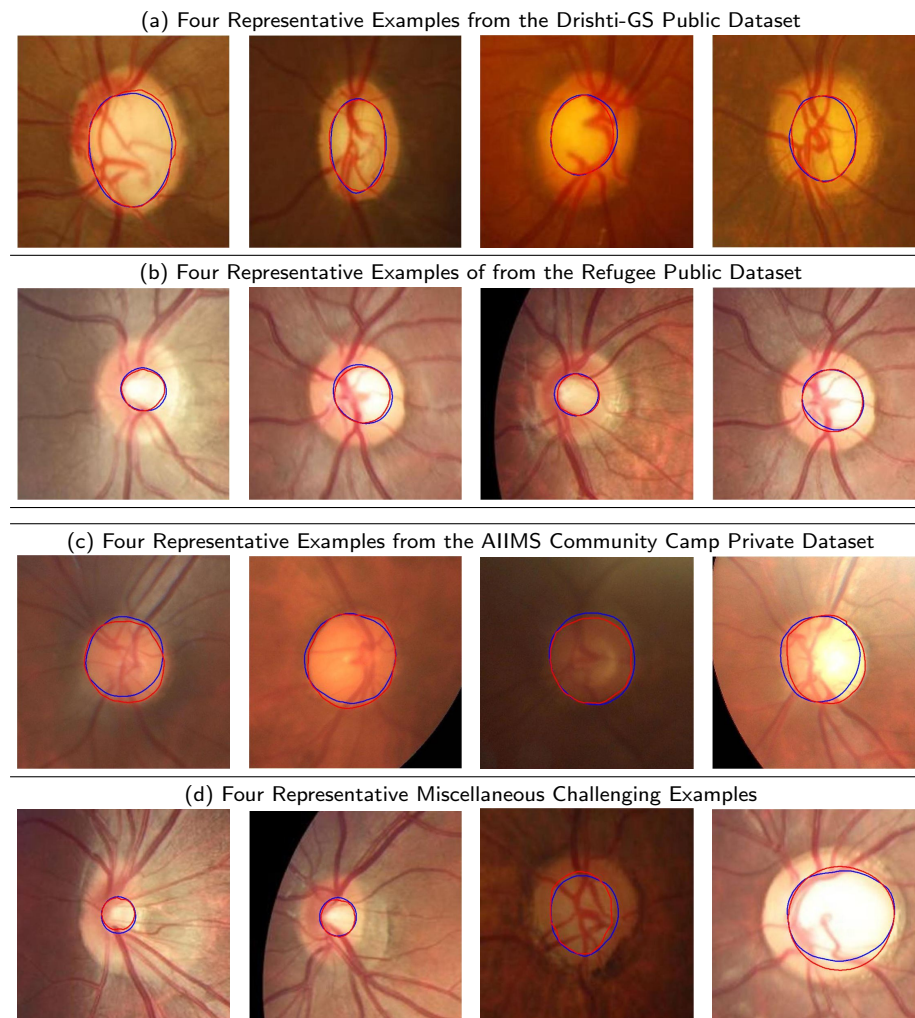 (a) Four Representative Examples from the Drishti-GS Public Dataset
(b) Four Representative Examples of from the Refugee Public Dataset
(c) Four Representative Examples from the AIIMS Community Camp Private Dataset
(d) Four Representative Miscellaneous Challenging Examples